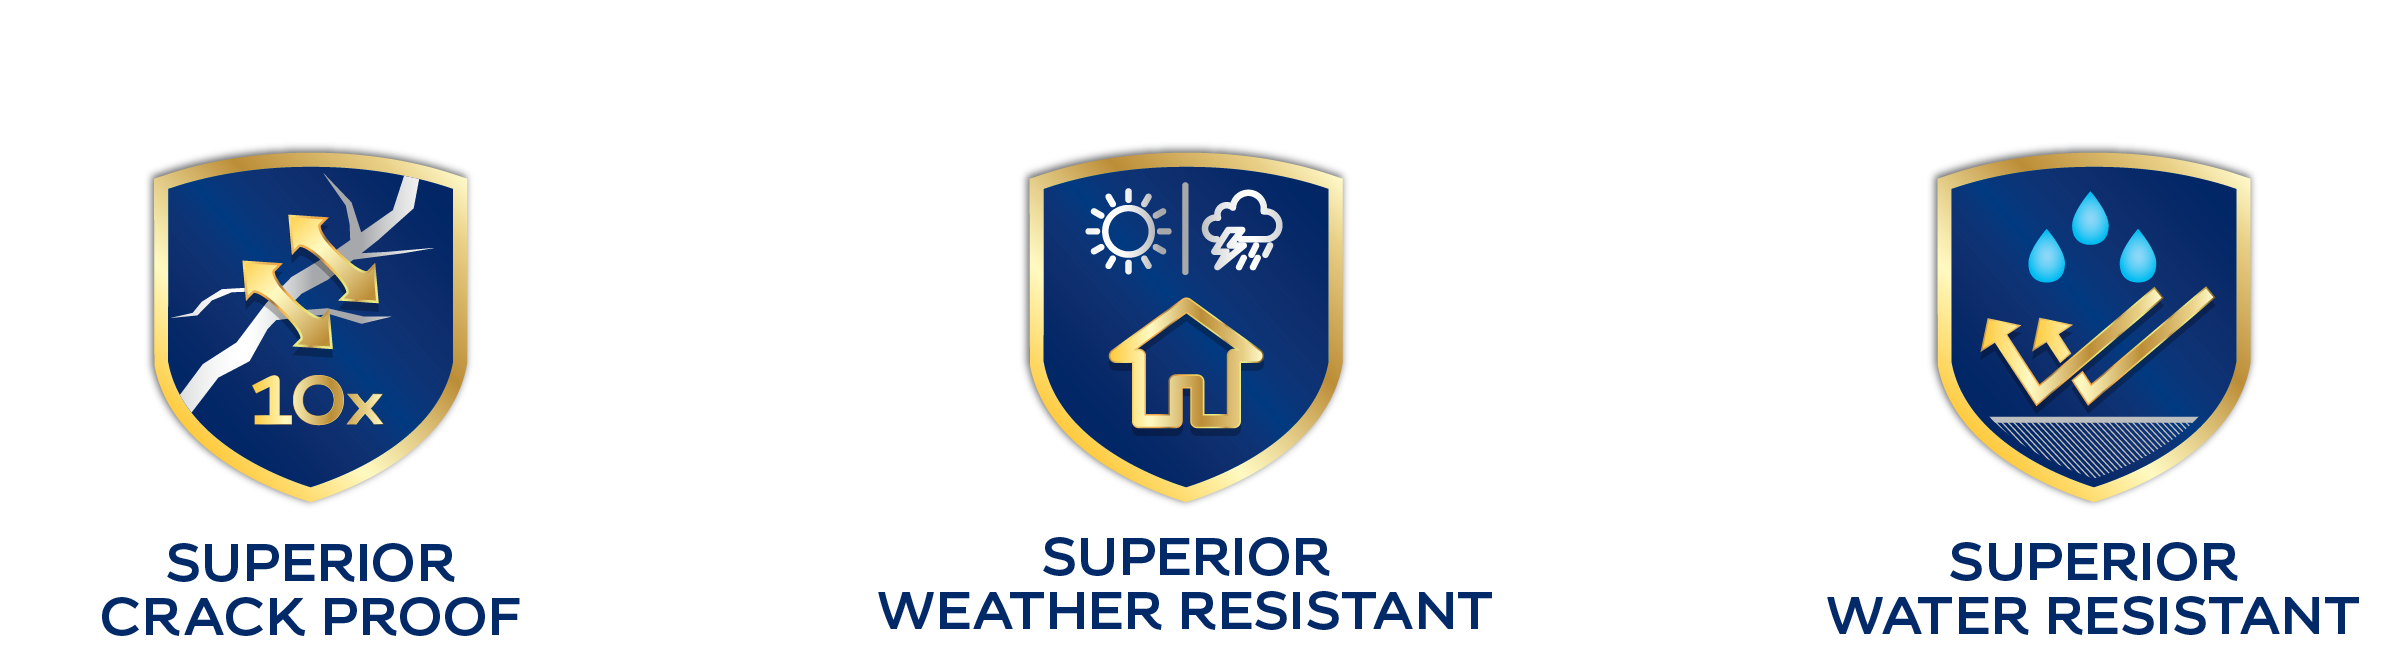 10x
SUPERIOR
CRACK PROOF
SUPERIOR
WEATHER RESISTANT
SUPERIOR
WATER RESISTANT